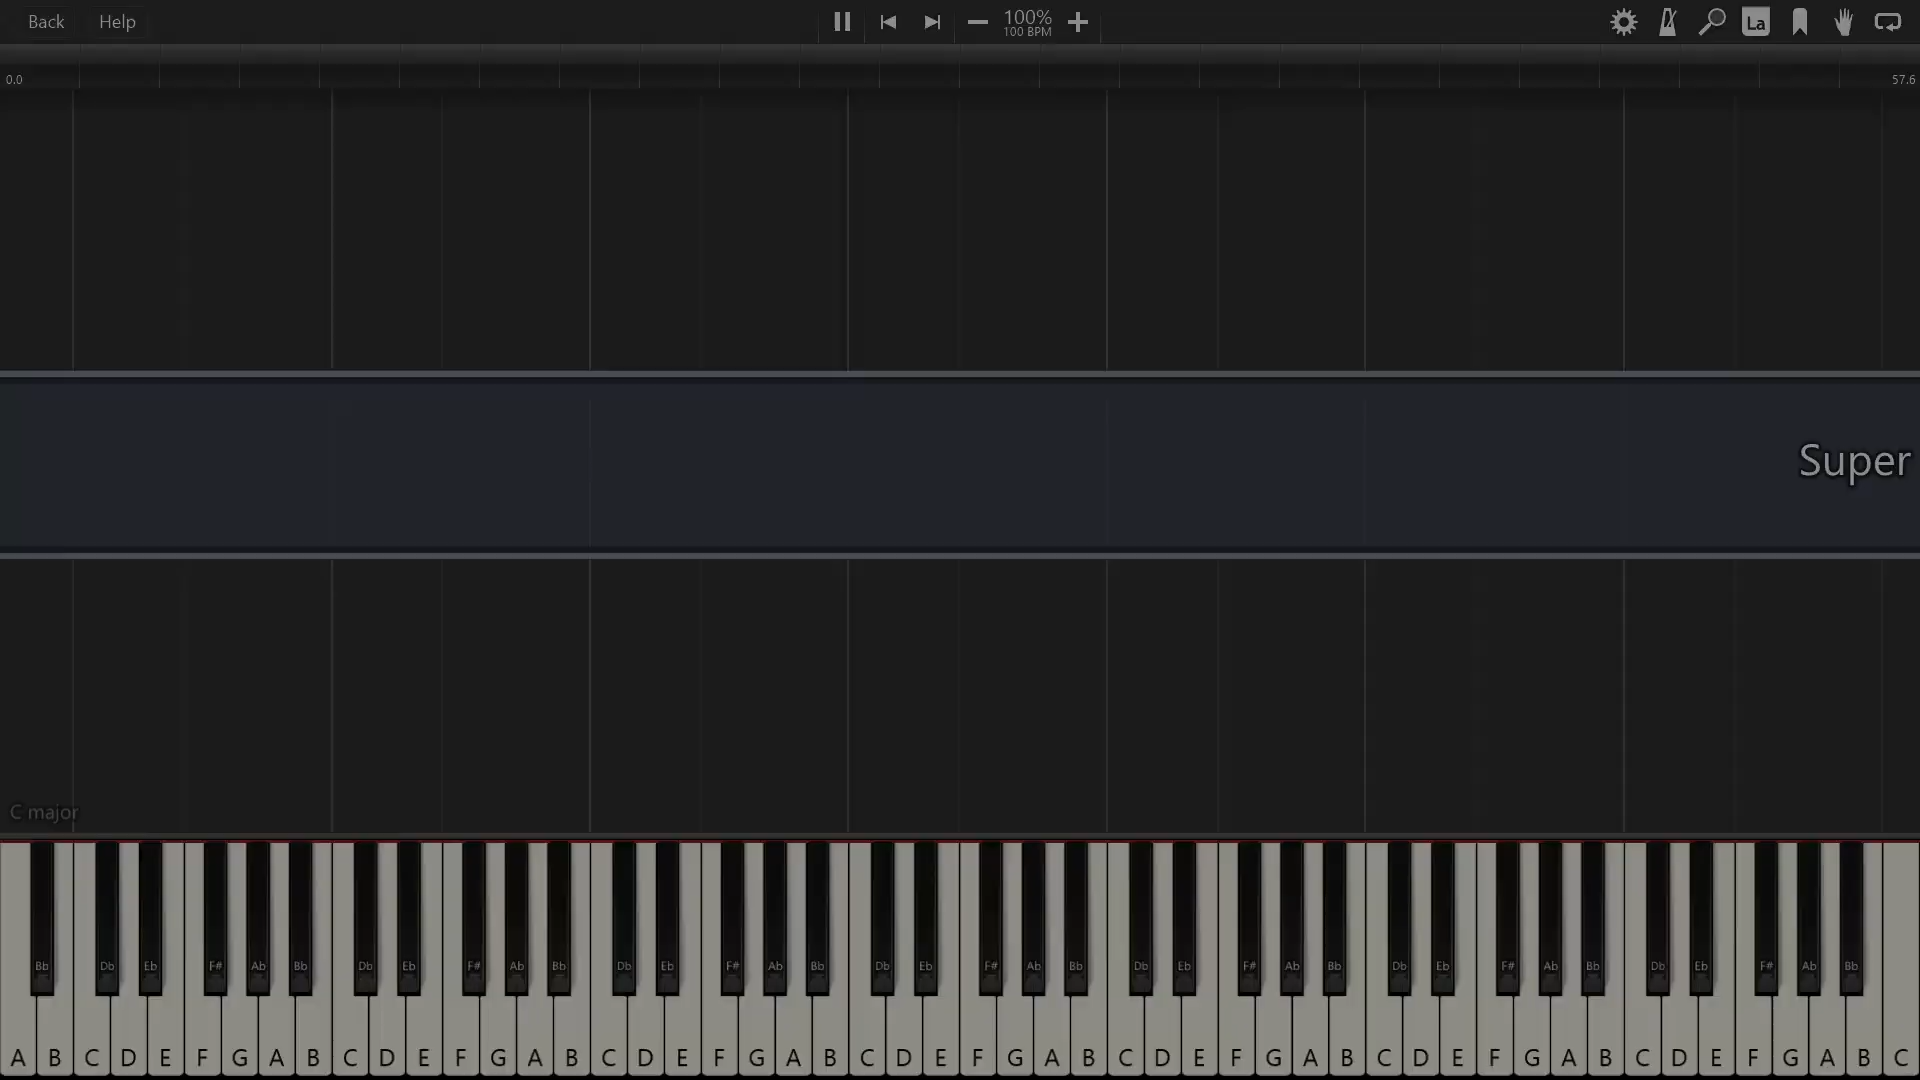 Back Help 100% La
100 BPM
0.0 57.6
Super
C major
Bb Db Eb F# Ab Bb Db Eb F# Ab Bb Db Eb F# Ab Bb Db Eb F# Ab Bb Db Eb F# Ab Bb Db Eb F# Ab Bb Db Eb F# Ab Bb
A B C D E F G A B C D E F G A B C D E F G A B C D E F G A B C D E F G A B C D E F G A B C D E F G A B C